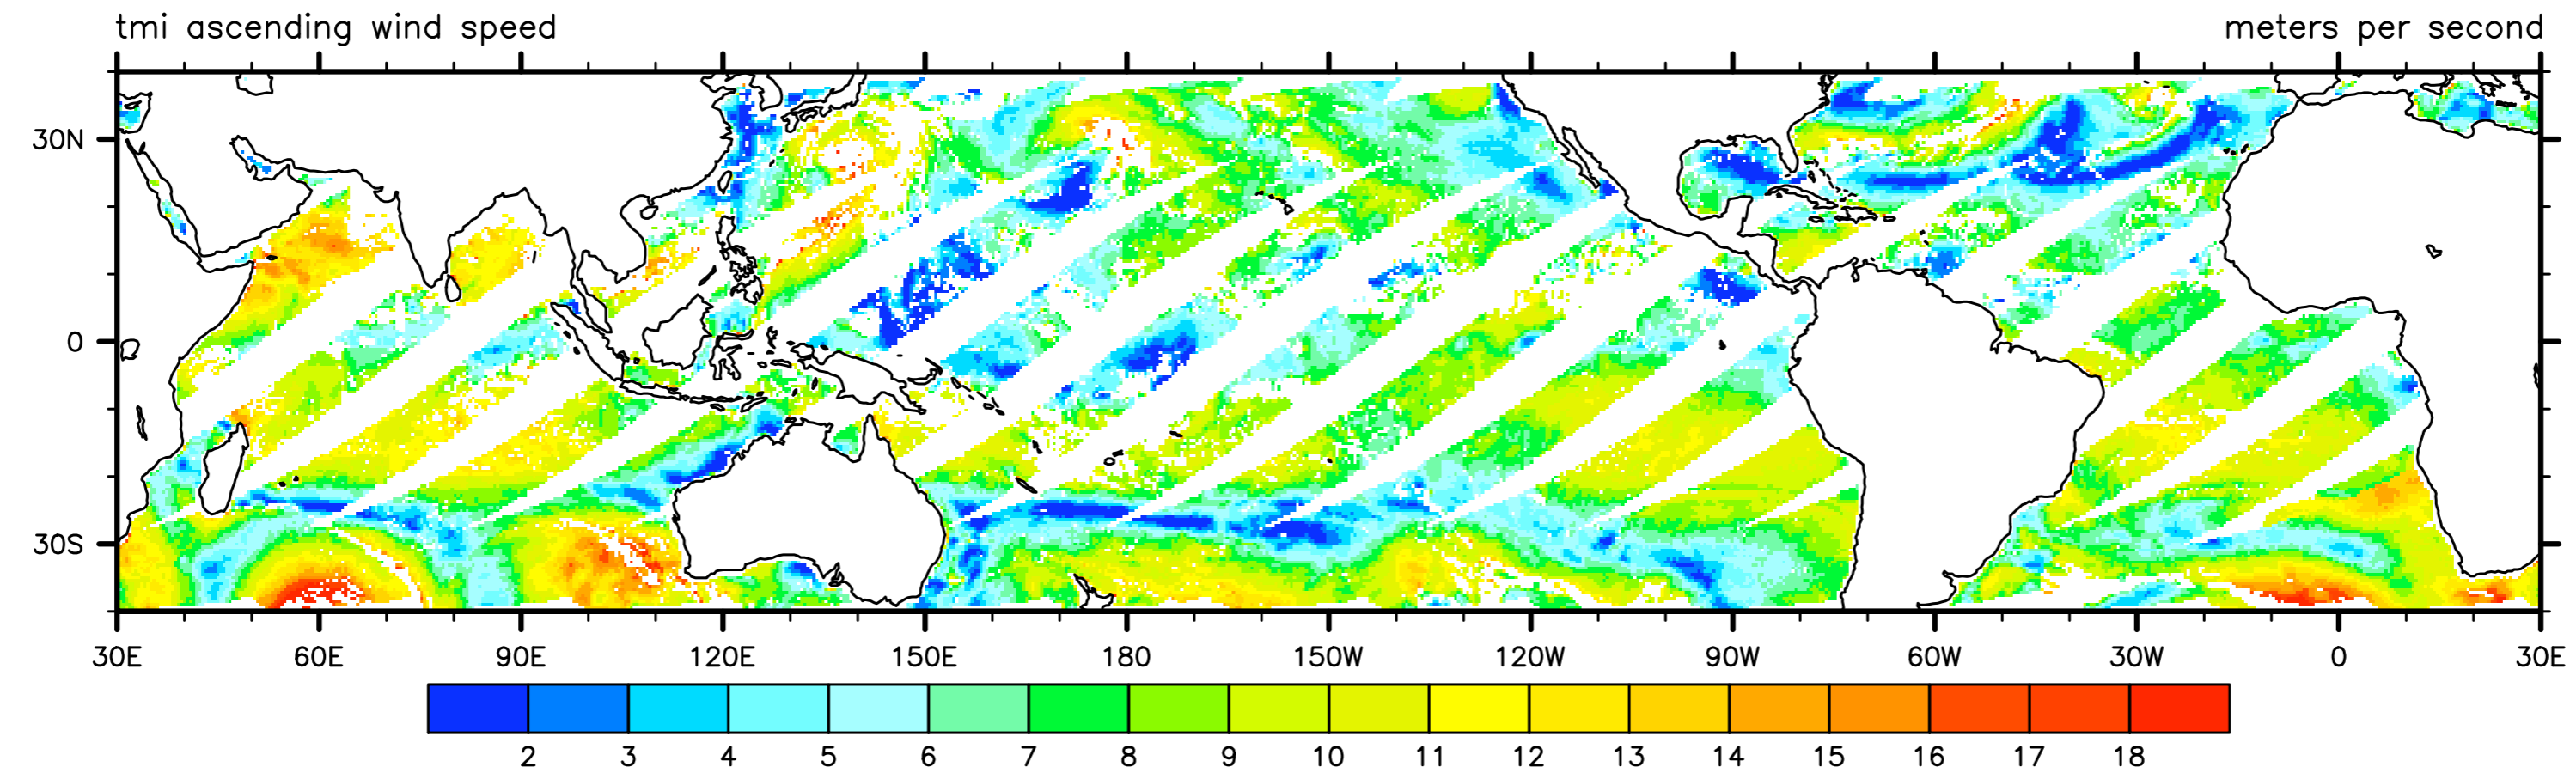 tmi ascending wind speed meters per second
30N
0
30S
30E 60E 90E 120E 150E 180 150W 120W 90W 60W 30W 0 30E
2 3 4 5 6 7 8 9 10 11 12 13 14 15 16 17 18